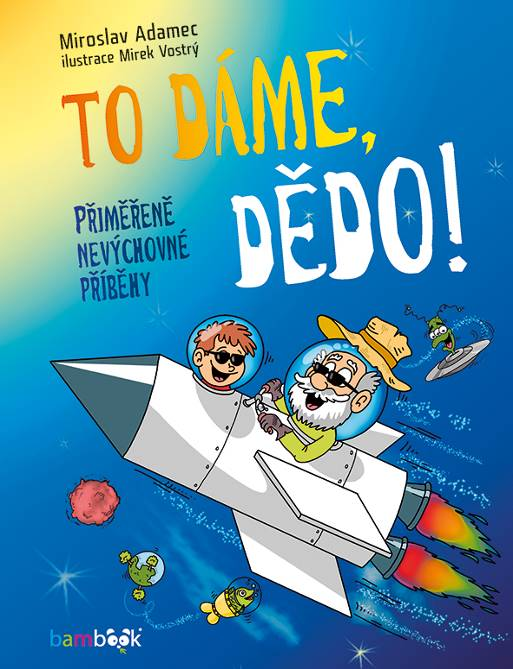 Miroslav Adamec
ilustrace Mirek Vostrý
TO DÁME,
DĚDO!
PŘIMĚŘENĚ
NEVÝCHOVNÉ
PŘÍBĚHY
bambook